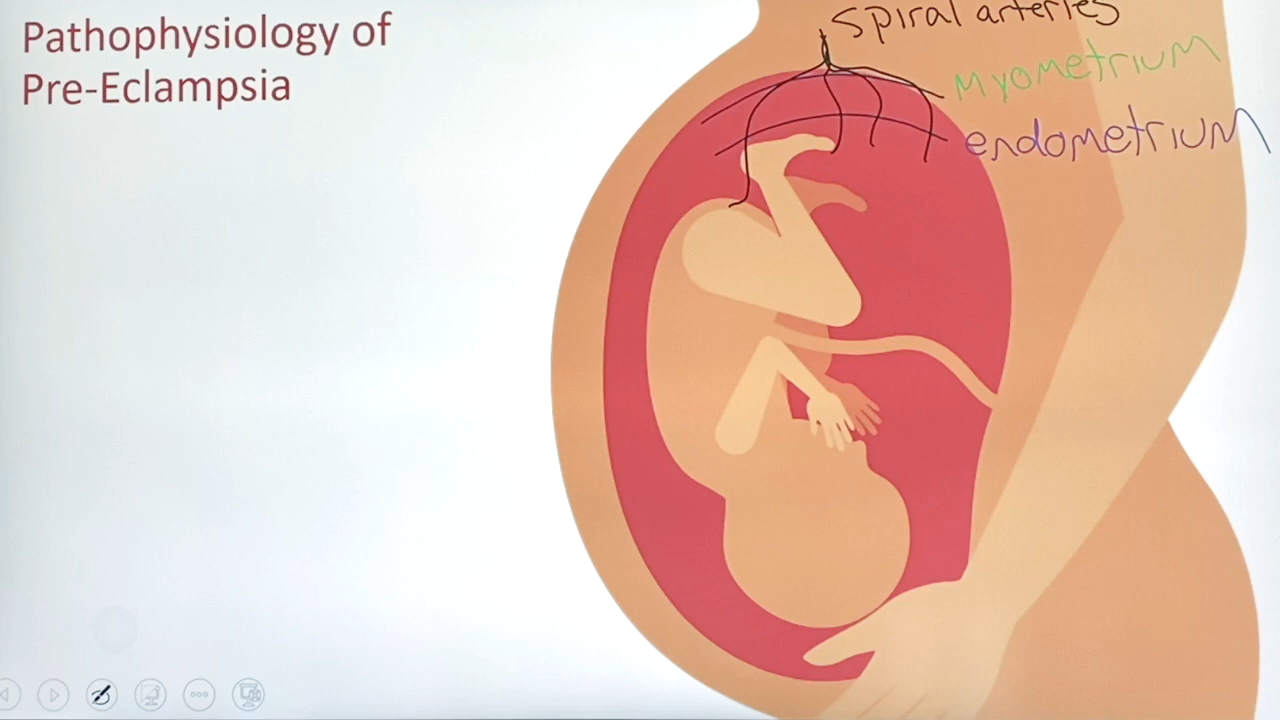 Pathophysiology of
Pre-Eclampsia
Spiral arteries
Myometrium
endometrium